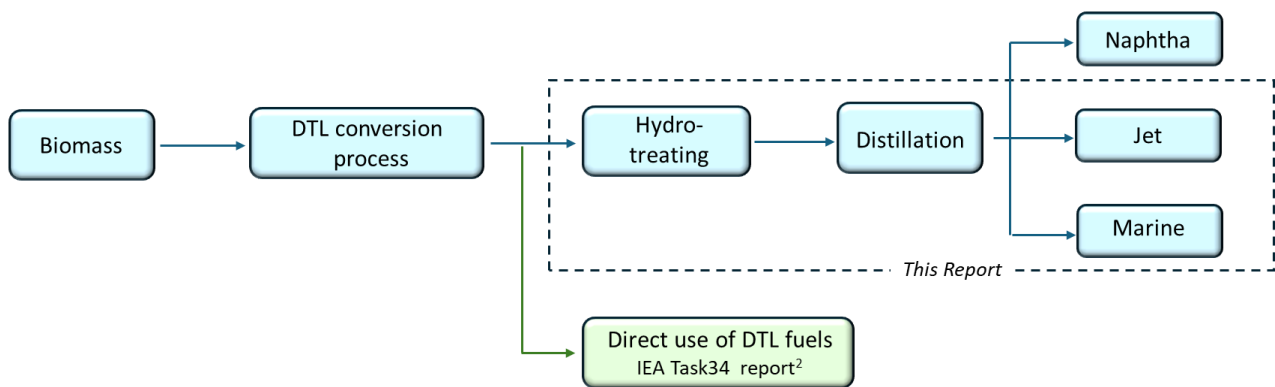 Naphtha
Biomass
DTL conversion
process
Hydro-
treating
Distillation
Jet
Marine
This Report
Direct use of DTL fuels
IEA Task34 report²